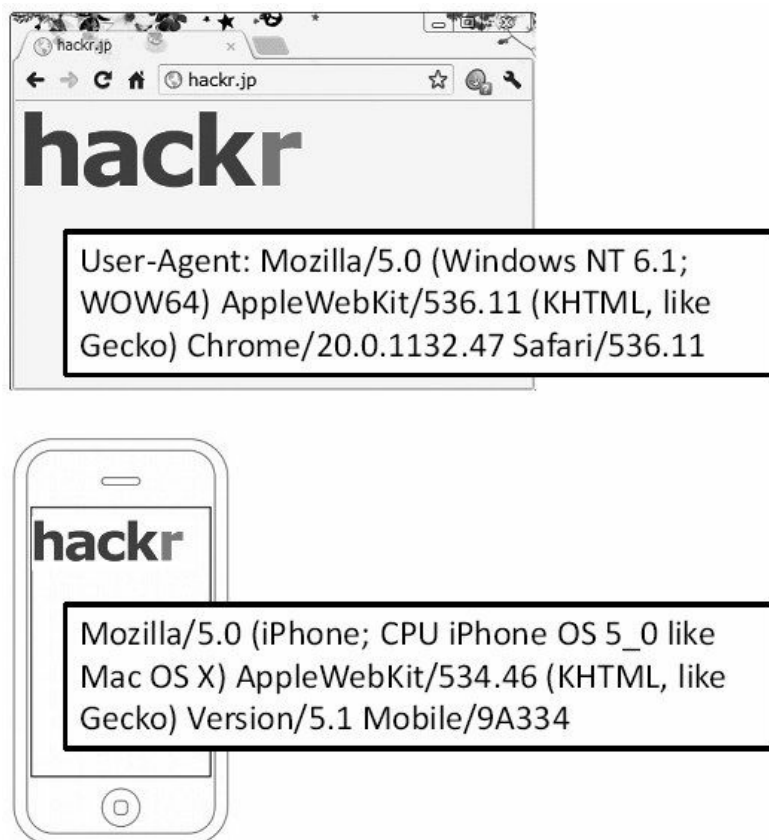 hackr.jp
hackr.jp
hackr
User-Agent: Mozilla/5.0 (Windows NT 6.1;
WOW64) AppleWebKit/536.11 (KHTML, like
Gecko) Chrome/20.0.1132.47 Safari/536.11
hackr
Mozilla/5.0 (iPhone; CPU iPhone OS 5_0 like
Mac OS X) AppleWebKit/534.46 (KHTML, like
Gecko) Version/5.1 Mobile/9A334